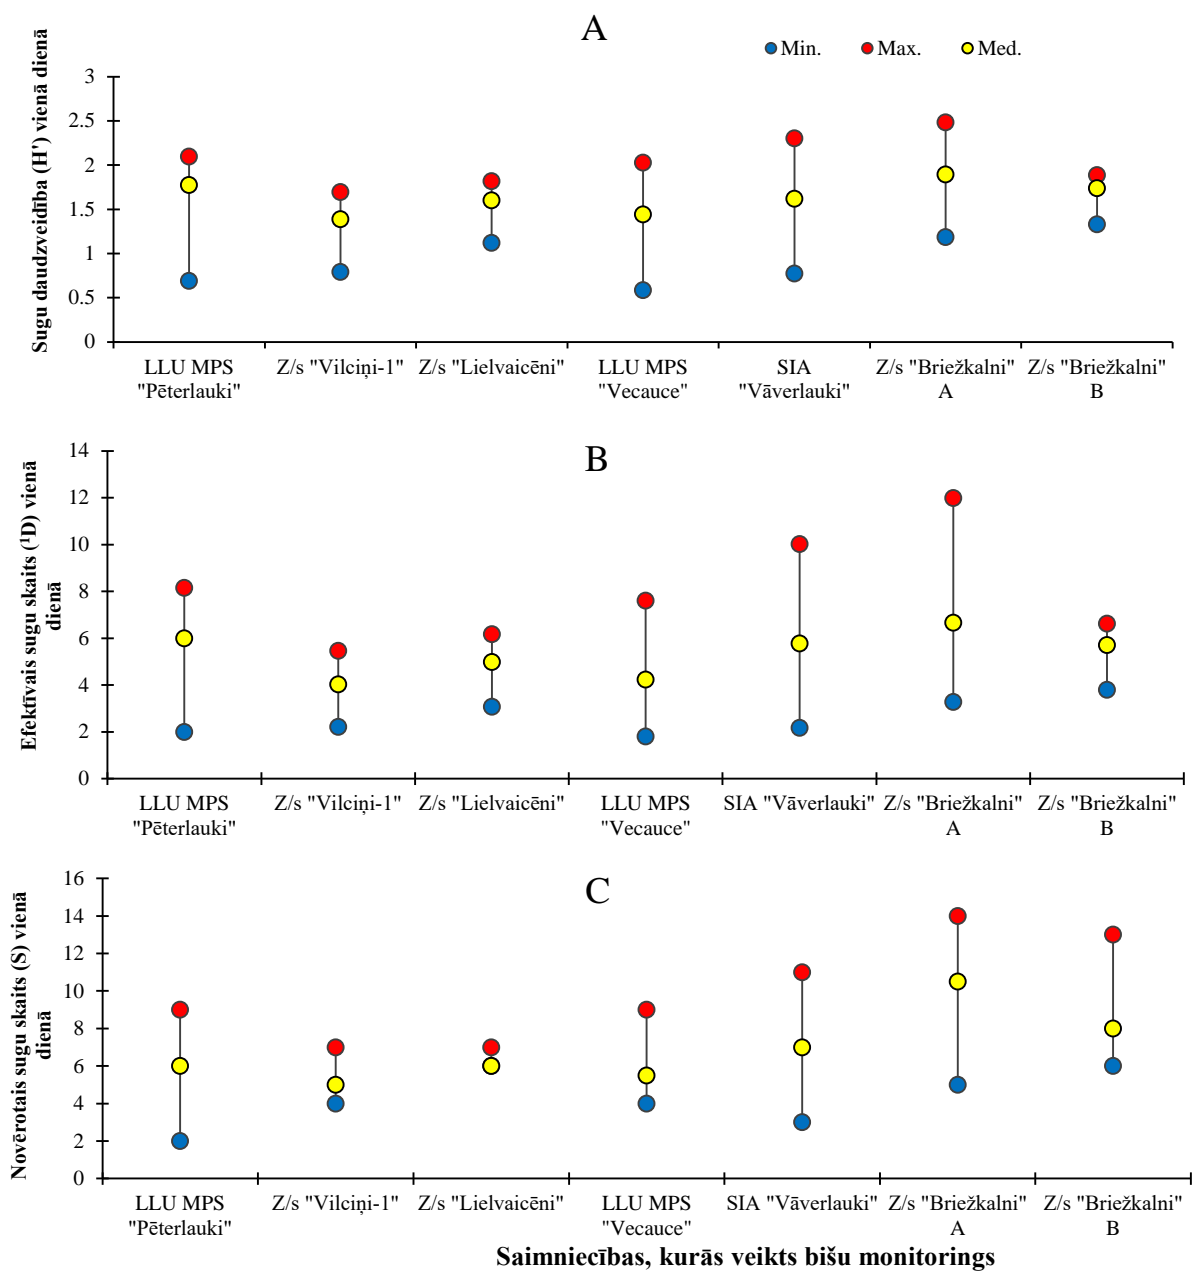 A
Min. Max. Med.
Sugu daudzveidība (H') vienā dienā
3
2.5
2
1.5
1
0.5
0
LLU MPS "Pēterlauki" Z/s "Vilciņi-1" Z/s "Lielvaicēni" LLU MPS "Vecauce" SIA "Vāverlauki" Z/s "Briežkalni" A Z/s "Briežkalni" B
B
Efektīvais sugu skaits (¹D) vienā
dienā
14
12
10
8
6
4
2
0
LLU MPS "Pēterlauki" Z/s "Vilciņi-1" Z/s "Lielvaicēni" LLU MPS "Vecauce" SIA "Vāverlauki" Z/s "Briežkalni" A Z/s "Briežkalni" B
C
Novērotais sugu skaits (S) vienā
dienā
16
14
12
10
8
6
4
2
0
LLU MPS "Pēterlauki" Z/s "Vilciņi-1" Z/s "Lielvaicēni" LLU MPS "Vecauce" SIA "Vāverlauki" Z/s "Briežkalni" A Z/s "Briežkalni" B
Saimniecības, kurās veikts bišu monitorings